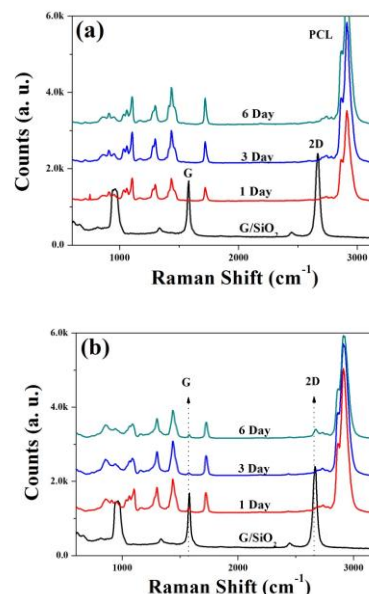 (a)
PCL
6 Day
3 Day
2D
G
1 Day
G/SiO2
6.0k
4.0k
2.0k
0.0
Counts (a. u.)
1000
2000
3000
Raman Shift (cm-1)
(b)
G
2D
6 Day
3 Day
1 Day
G/SiO2
6.0k
4.0k
2.0k
0.0
Counts (a. u.)
1000
2000
3000
Raman Shift (cm-1)